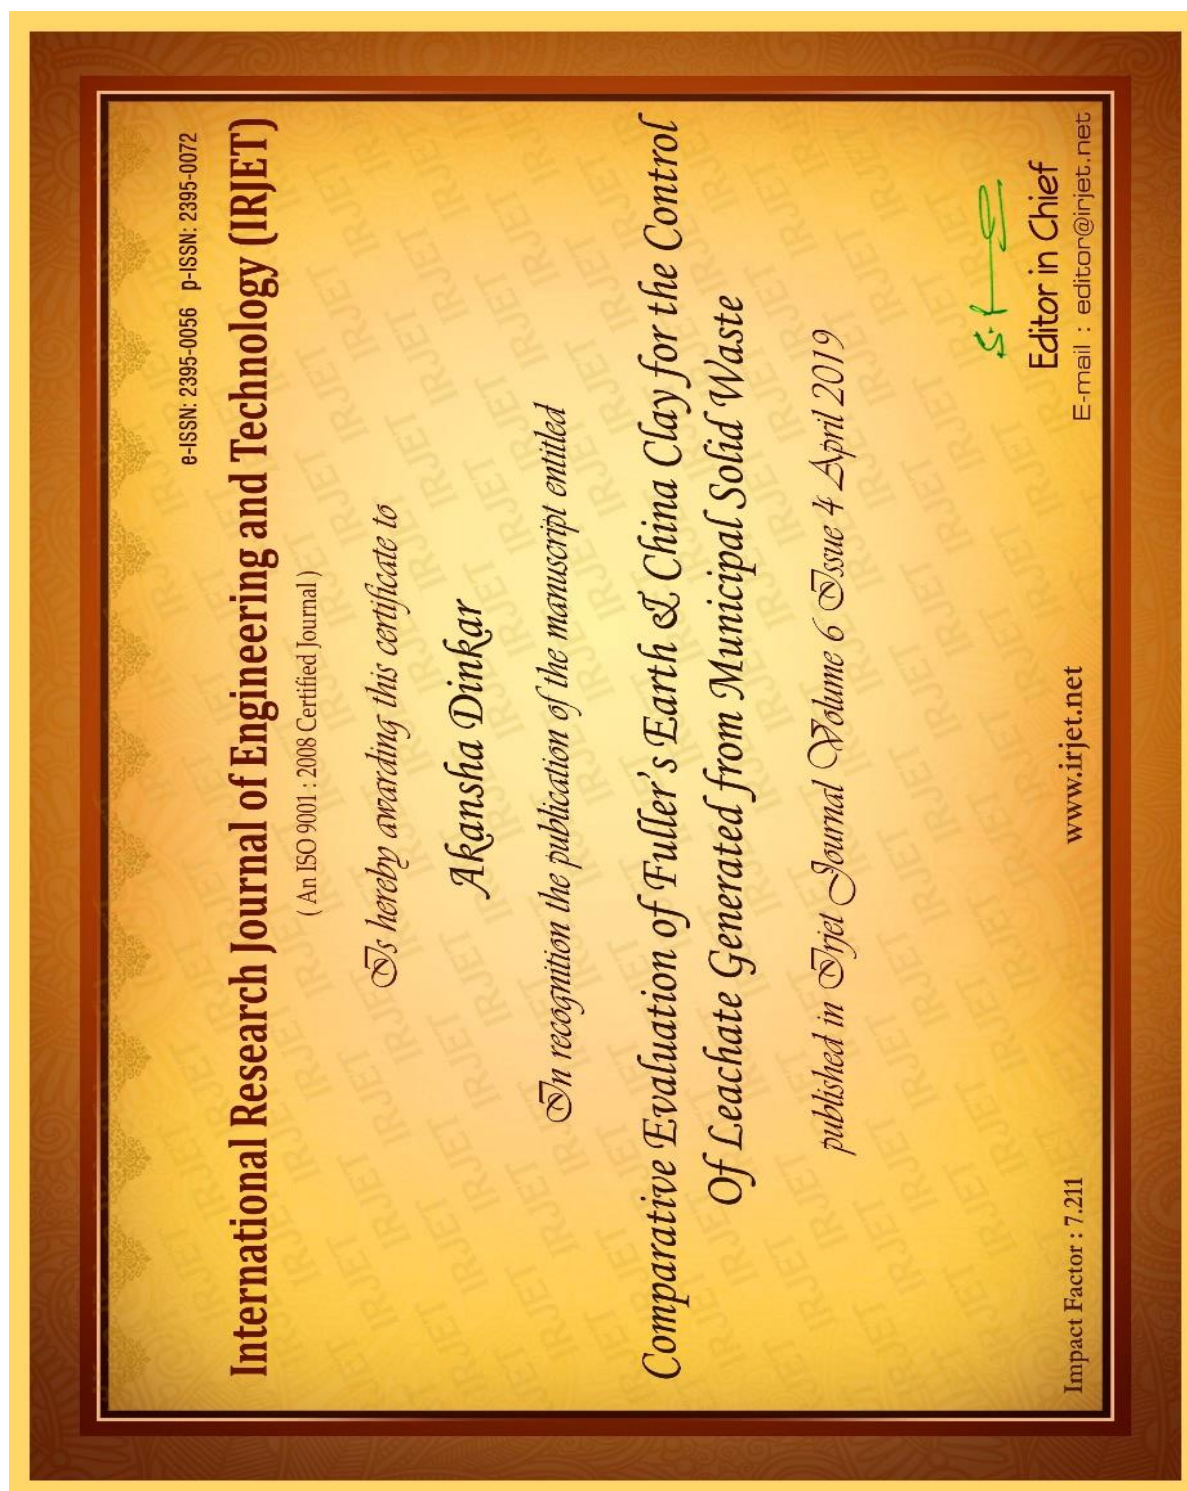 e-ISSN: 2395-0056 p-ISSN: 2395-0072
International Research Journal of Engineering and Technology (IRJET)
( An ISO 9001 : 2008 Certified Journal )
Is hereby awarding this certificate to
Akansha Dinkar
In recognition the publication of the manuscript entitled
Comparative Evaluation of Fuller's Earth & China Clay for the Control
Of Leachate Generated from Municipal Solid Waste
published in Irjet Journal Volume 6 Issue 4 April 2019
Editor in Chief
Impact Factor : 7.211 www.irjet.net E-mail : editor@irjet.net